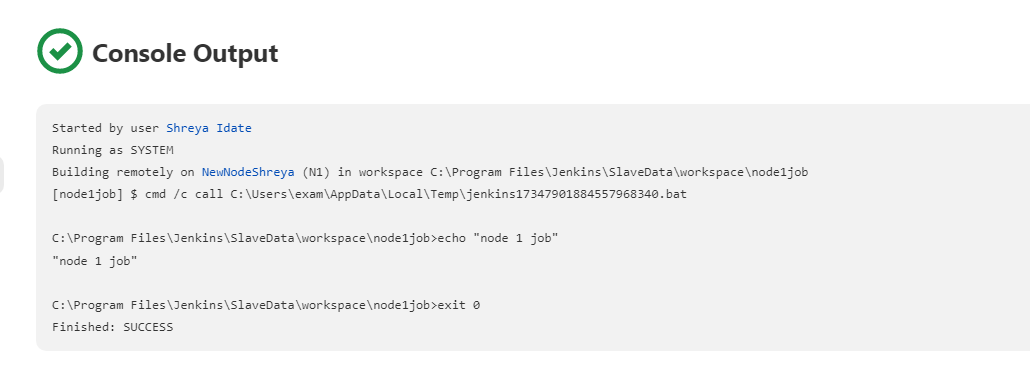 Console Output
Started by user Shreya Idate
Running as SYSTEM
Building remotely on NewNodeShreya (N1) in workspace C:\Program Files\Jenkins\SlaveData\workspace\node1job
[node1job] $ cmd /c call C:\Users\exam\AppData\Local\Temp\jenkins17347901884557968340.bat
C:\Program Files\Jenkins\SlaveData\workspace\node1job>echo "node 1 job"
"node 1 job"
C:\Program Files\Jenkins\SlaveData\workspace\node1job>exit 0
Finished: SUCCESS